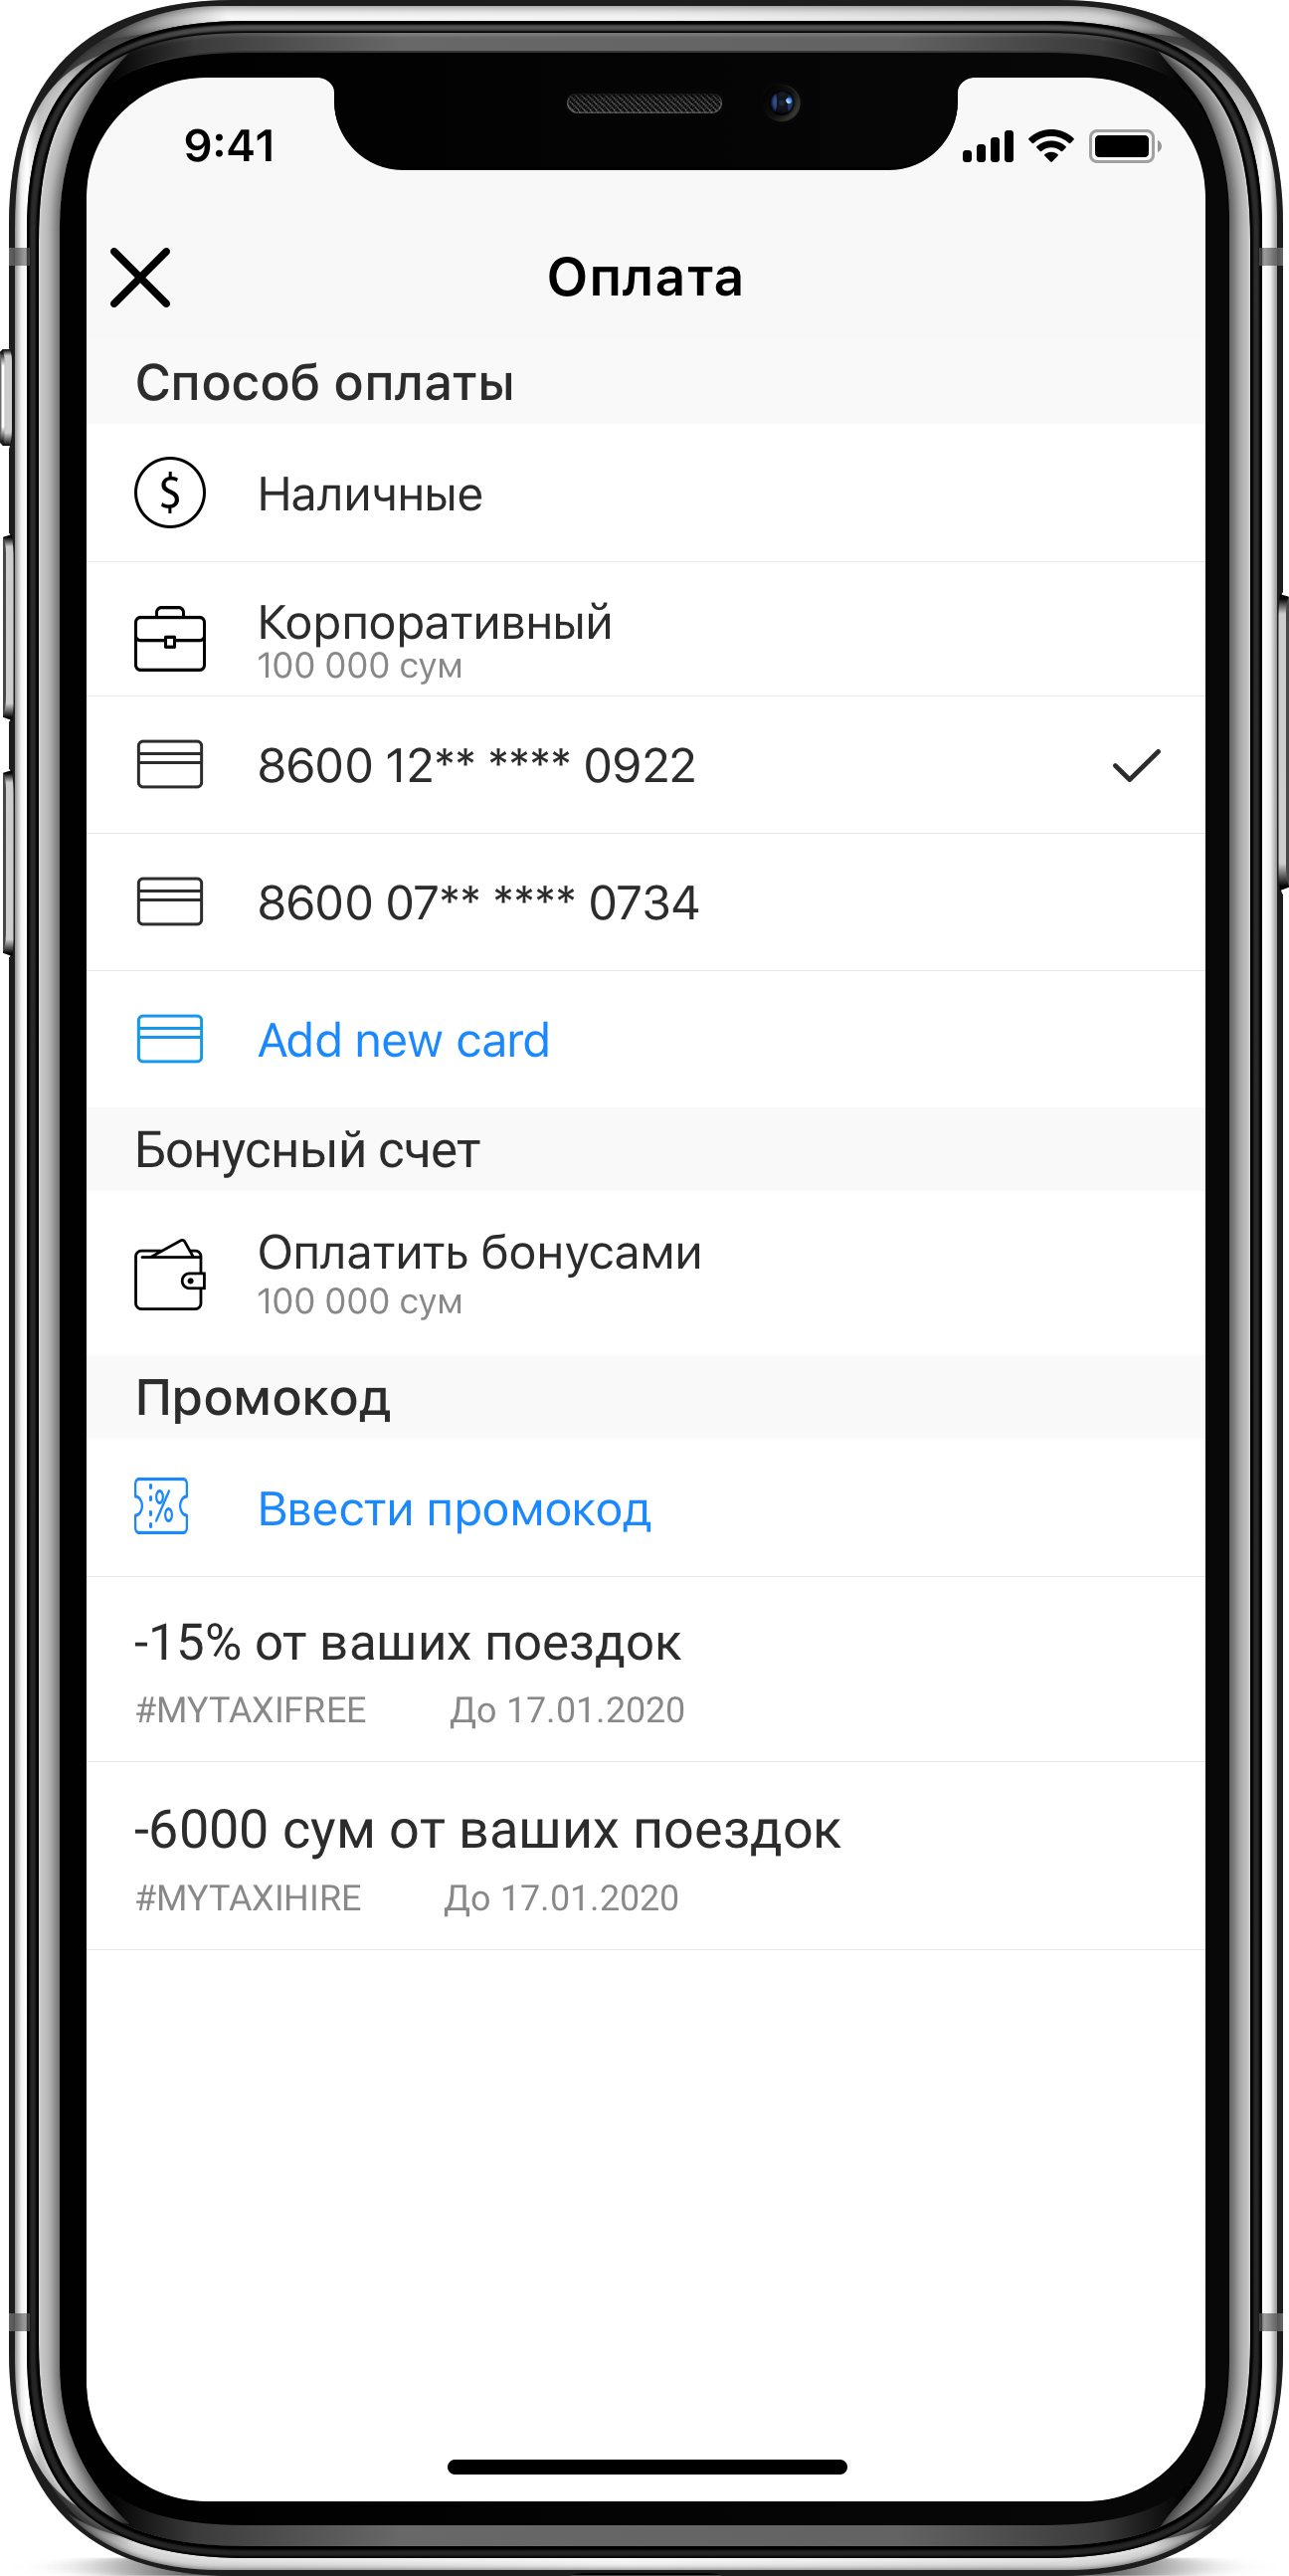 9:41
Оплата
Способ оплаты
$ Наличные
Корпоративный
100 000 сум
8600 12** **** 0922
8600 07** **** 0734
Add new card
Бонусный счет
Оплатить бонусами
100 000 сум
Промокод
% Ввести промокод
-15% от ваших поездок
#MYTAXIFREE До 17.01.2020
-6000 сум от ваших поездок
#MYTAXIHIRE До 17.01.2020